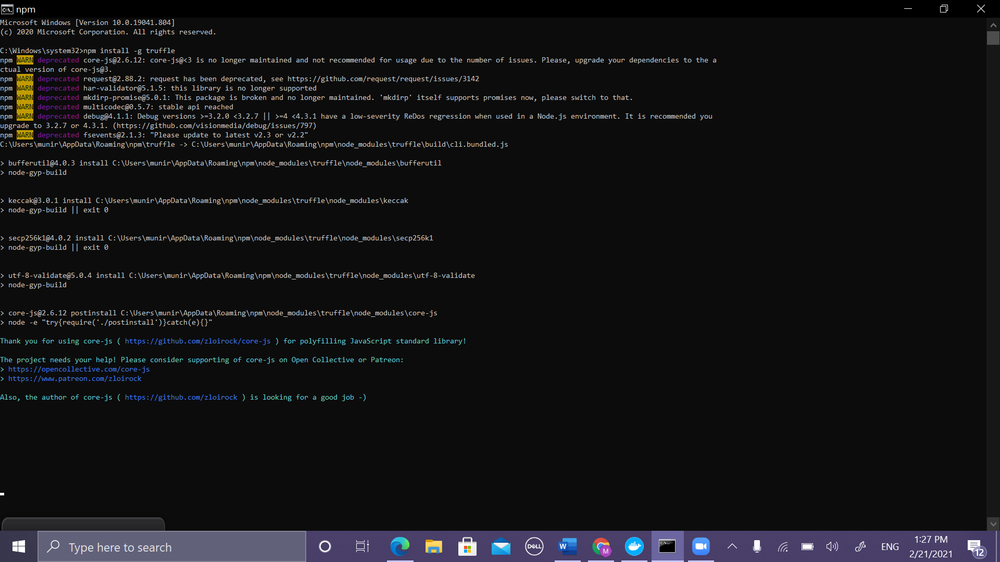 npm
Microsoft Windows [Version 10.0.19041.804]
(c) 2020 Microsoft Corporation. All rights reserved.
C:\Windows\system32>npm install -g truffle
npm WARN deprecated core-js@2.6.12: core-js@<3 is no longer maintained and not recommended for usage due to the number of issues. Please, upgrade your dependencies to the a
ctual version of core-js@3.
npm WARN deprecated request@2.88.2: request has been deprecated, see https://github.com/request/request/issues/3142
npm WARN deprecated har-validator@5.1.5: this library is no longer supported
npm WARN deprecated mkdirp-promise@5.0.1: This package is broken and no longer maintained. 'mkdirp' itself supports promises now, please switch to that.
npm WARN deprecated multicodec@0.5.7: stable api reached
npm WARN deprecated debug@4.1.1: Debug versions >=3.2.0 <3.2.7 || >=4 <4.3.1 have a low-severity ReDos regression when used in a Node.js environment. It is recommended you
upgrade to 3.2.7 or 4.3.1. (https://github.com/visionmedia/debug/issues/797)
npm WARN deprecated fsevents@2.1.3: "Please update to latest v2.3 or v2.2"
C:\Users\munir\AppData\Roaming\npm\truffle -> C:\Users\munir\AppData\Roaming\npm\node_modules\truffle\build\cli.bundled.js
> bufferutil@4.0.3 install C:\Users\munir\AppData\Roaming\npm\node_modules\truffle\node_modules\bufferutil
> node-gyp-build
> keccak@3.0.1 install C:\Users\munir\AppData\Roaming\npm\node_modules\truffle\node_modules\keccak
> node-gyp-build || exit 0
> secp256k1@4.0.2 install C:\Users\munir\AppData\Roaming\npm\node_modules\truffle\node_modules\secp256k1
> node-gyp-build || exit 0
> utf-8-validate@5.0.4 install C:\Users\munir\AppData\Roaming\npm\node_modules\truffle\node_modules\utf-8-validate
> node-gyp-build
> core-js@2.6.12 postinstall C:\Users\munir\AppData\Roaming\npm\node_modules\truffle\node_modules\core-js
> node -e "try{require('./postinstall')}catch(e){}"
Thank you for using core-js ( https://github.com/zloirock/core-js ) for polyfilling JavaScript standard library!
The project needs your help! Please consider supporting of core-js on Open Collective or Patreon:
> https://opencollective.com/core-js
> https://www.patreon.com/zloirock
Also, the author of core-js ( https://github.com/zloirock ) is looking for a good job -)
Type here to search
DELL
W
M
ENG
1:27 PM
2/21/2021
12